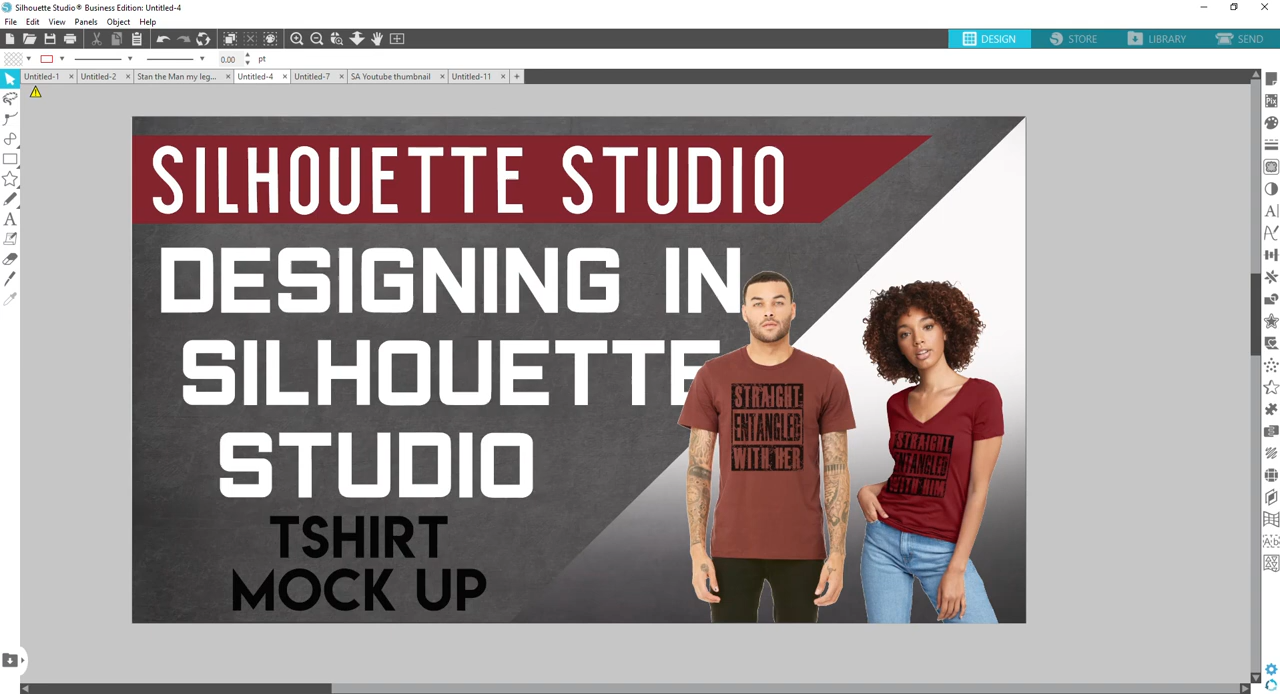 Silhouette Studio® Business Edition: Untitled-4
File Edit View Panels Object Help
DESIGN STORE LIBRARY SEND
0.00 pt
Untitled-1 Untitled-2 Stan the Man my leg... Untitled-4 Untitled-7 SA Youtube thumbnail Untitled-11
SILHOUETTE STUDIO
DESIGNING IN
SILHOUETTE
STUDIO
TSHIRT
MOCK UP
STRAIGHT
ENTANGLED
WITH HER
STRAIGHT
ENTANGLED
WITH HIM